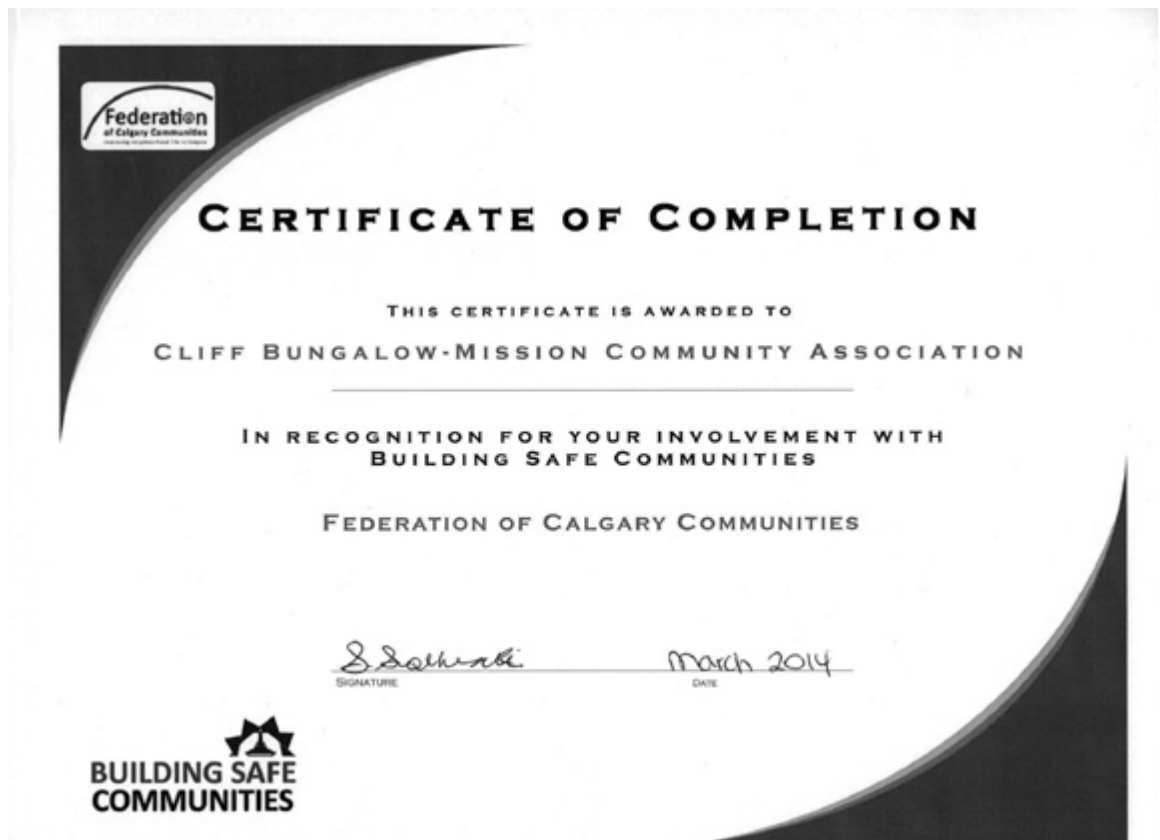 Federation
of Calgary Communities
CERTIFICATE OF COMPLETION
THIS CERTIFICATE IS AWARDED TO
CLIFF BUNGALOW-MISSION COMMUNITY ASSOCIATION
IN RECOGNITION FOR YOUR INVOLVEMENT WITH
BUILDING SAFE COMMUNITIES
FEDERATION OF CALGARY COMMUNITIES
March 2014
SIGNATURE DATE
BUILDING SAFE
COMMUNITIES